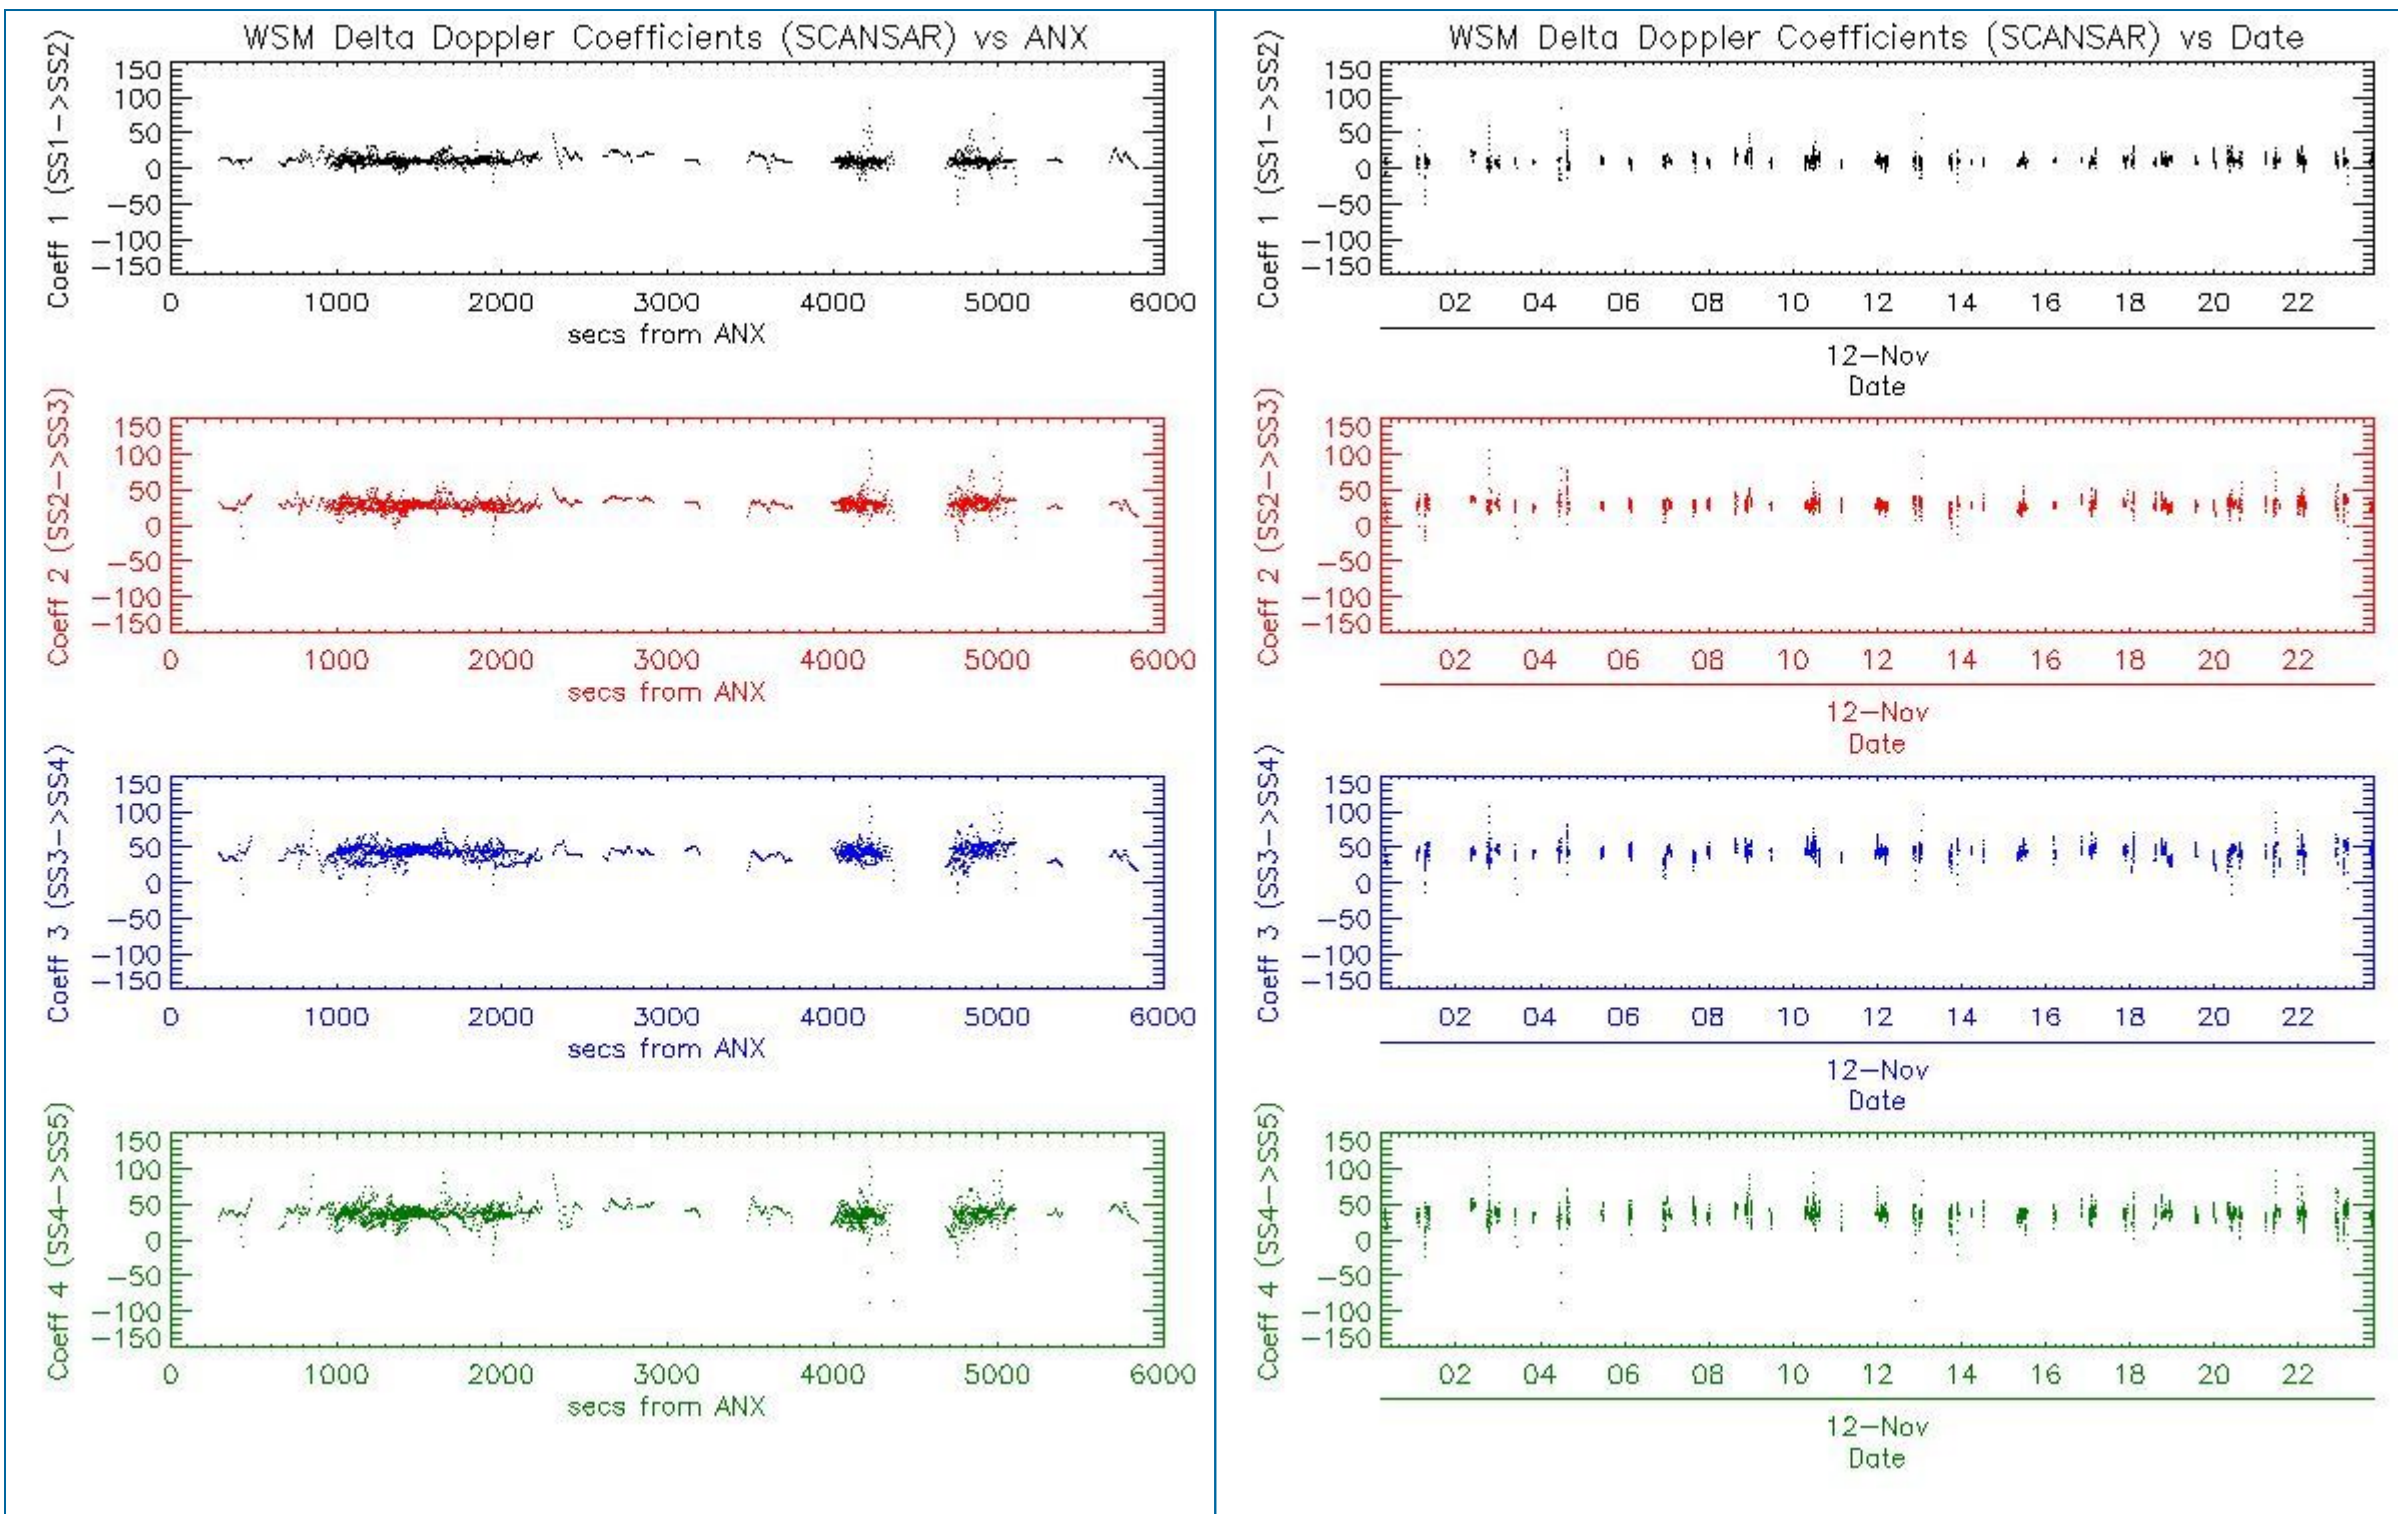 WSM Delta Doppler Coefficients (SCANSAR) vs ANX
Coeff 1 (SS1->SS2)
150
100
50
0
-50
-100
-150
0 1000 2000 3000 4000 5000 6000
secs from ANX
Coeff 2 (SS2->SS3)
150
100
50
0
-50
-100
-150
0 1000 2000 3000 4000 5000 6000
secs from ANX
Coeff 3 (SS3->SS4)
150
100
50
0
-50
-100
-150
0 1000 2000 3000 4000 5000 6000
secs from ANX
Coeff 4 (SS4->SS5)
150
100
50
0
-50
-100
-150
0 1000 2000 3000 4000 5000 6000
secs from ANX
WSM Delta Doppler Coefficients (SCANSAR) vs Date
Coeff 1 (SS1->SS2)
150
100
50
0
-50
-100
-150
02 04 06 08 10 12 14 16 18 20 22
12-Nov
Date
Coeff 2 (SS2->SS3)
150
100
50
0
-50
-100
-150
02 04 06 08 10 12 14 16 18 20 22
12-Nov
Date
Coeff 3 (SS3->SS4)
150
100
50
0
-50
-100
-150
02 04 06 08 10 12 14 16 18 20 22
12-Nov
Date
Coeff 4 (SS4->SS5)
150
100
50
0
-50
-100
-150
02 04 06 08 10 12 14 16 18 20 22
12-Nov
Date